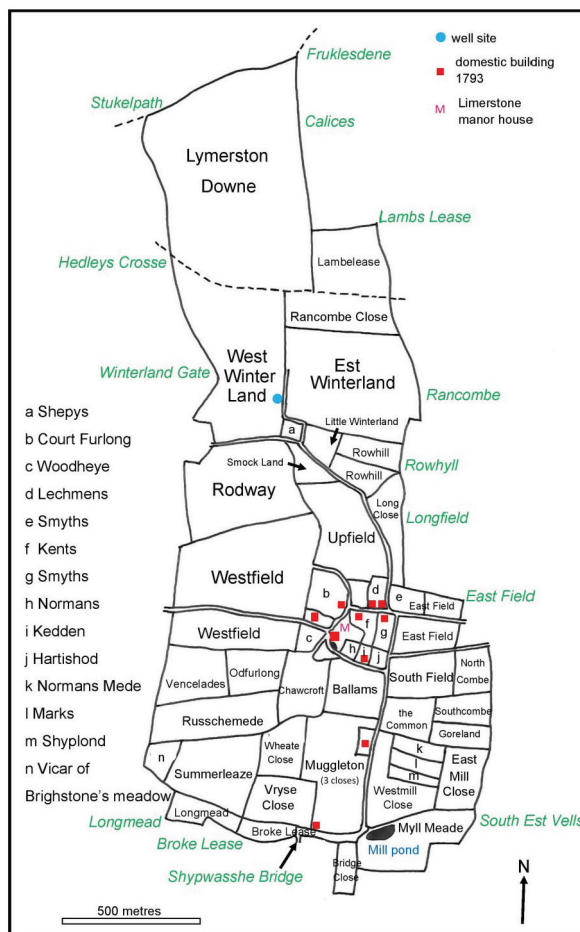 Fruklesdene
well site
domestic building
1793
M
Limerstone
manor house
Stukelpath
Calices
Lymerston
Downe
Lambs Lease
Lambelease
Hedleys Crosse
Rancombe Close
West
Winter
Land
Est
Winterland
Winterland Gate
Rancombe
Little Winterland
a
Rowhill
Rowhill
Rowhyll
Smock Land
Rodway
Long
Close
Longfield
Upfield
a Shepys
b Court Furlong
c Woodheye
d Lechmens
e Smyths
f Kents
g Smyths
h Normans
i Kedden
j Hartishod
k Normans Mede
l Marks
m Shyplond
n Vicar of
Brighstone's meadow
Westfield
b
d
e
East Field
East Field
M
f
g
East Field
Westfield
c
h
i
j
Vencelades
Odfurlong
Chawcroft
Ballams
South Field
North
Combe
Russchemede
the
Common
Southcombe
Goreland
n
Summerleaze
Wheate
Close
Muggleton
(3 closes)
k
l
m
East
Mill
Close
Westmill
Close
Vryse
Close
Longmead
Longmead
Broke Lease
Broke Lease
Myll Meade
South Est Vells
Mill pond
Shypwasshe Bridge
Bridge
Close
N
500 metres